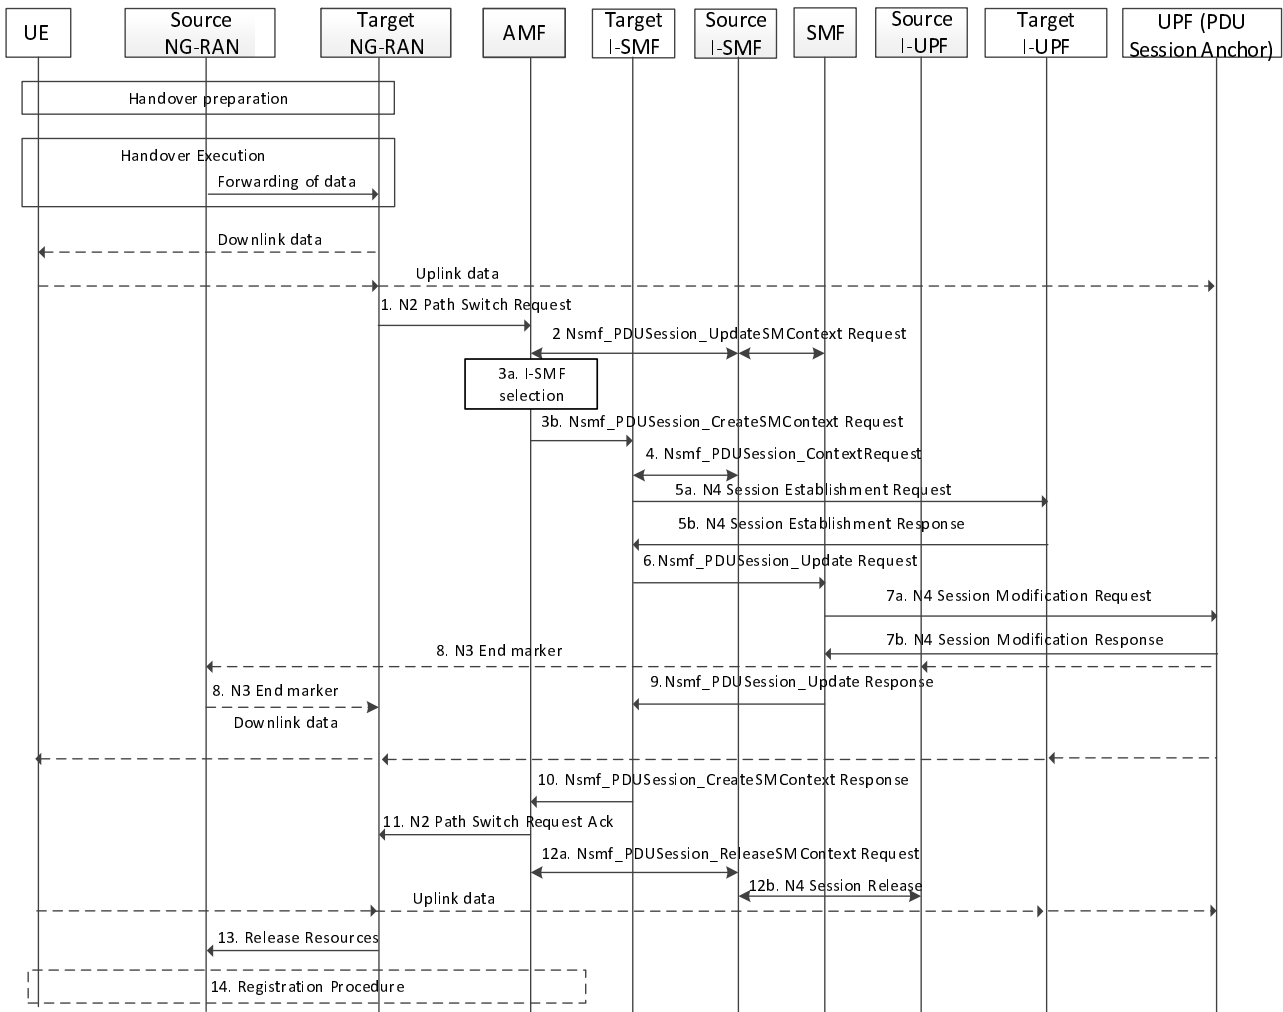 UE
Source
NG-RAN
Target
NG-RAN
AMF
Target
I-SMF
Source
I-SMF
SMF
Source
I-UPF
Target
I-UPF
UPF (PDU
Session Anchor)
Handover preparation
Handover Execution
Forwarding of data
Downlink data
Uplink data
1. N2 Path Switch Request
2 Nsmf_PDUSession_UpdateSMContext Request
3a. I-SMF
selection
3b. Nsmf_PDUSession_CreateSMContext Request
4. Nsmf_PDUSession_ContextRequest
5a. N4 Session Establishment Request
5b. N4 Session Establishment Response
6.Nsmf_PDUSession_Update Request
7a. N4 Session Modification Request
7b. N4 Session Modification Response
8. N3 End marker
9.Nsmf_PDUSession_Update Response
8. N3 End marker
Downlink data
10. Nsmf_PDUSession_CreateSMContext Response
11. N2 Path Switch Request Ack
12a. Nsmf_PDUSession_ReleaseSMContext Request
12b. N4 Session Release
Uplink data
13. Release Resources
14. Registration Procedure